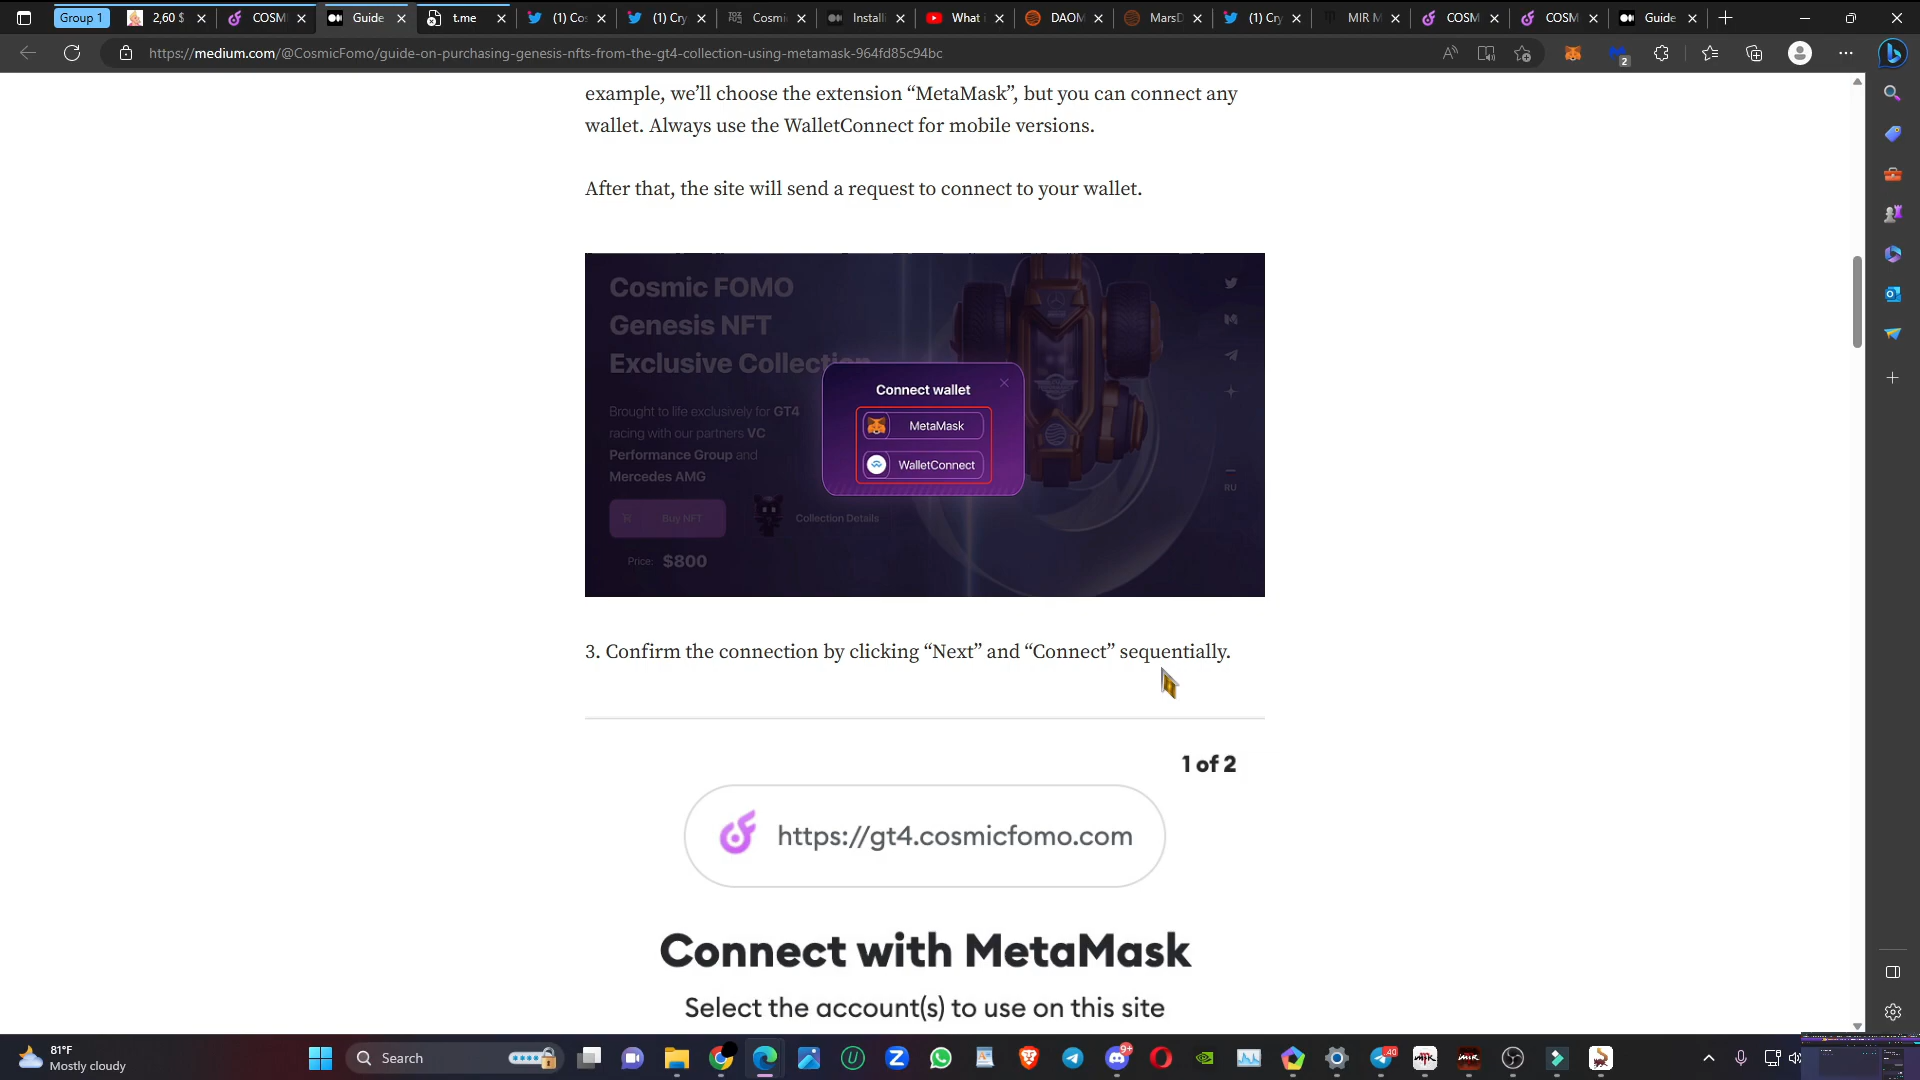 Group 1
2,60 $
COSM
Guide
t.me
(1) Cos
(1) Cry
Cosmi
Installi
What i
DAOM
MarsD
(1) Cry
MIR M
COSM
COSM
Guide
https://medium.com/@CosmicFomo/guide-on-purchasing-genesis-nfts-from-the-gt4-collection-using-metamask-964fd85c94bc
2
example, we’ll choose the extension “MetaMask”, but you can connect any
wallet. Always use the WalletConnect for mobile versions.
After that, the site will send a request to connect to your wallet.
Cosmic FOMO
Genesis NFT
Exclusive Collection
Connect wallet
MetaMask
WalletConnect
Brought to life exclusively for GT4
racing with our partners VC
Performance Group and
Mercedes AMG
Buy NFT
Collection Details
Price: $800
RU
3. Confirm the connection by clicking “Next” and “Connect” sequentially.
1 of 2
https://gt4.cosmicfomo.com
Connect with MetaMask
Select the account(s) to use on this site
81°F
Mostly cloudy
Search
9+
40